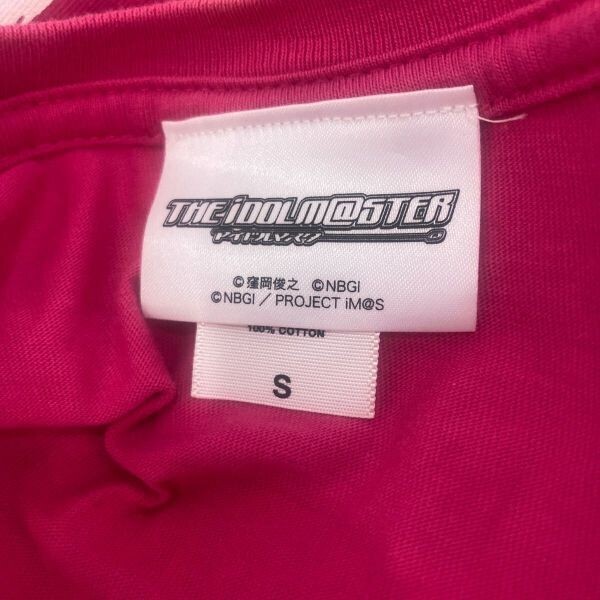 THE iDOLM@STER
アイドルマスター
©窪岡俊之 ©NBGI
©NBGI / PROJECT iM@S
100% COTTON
S